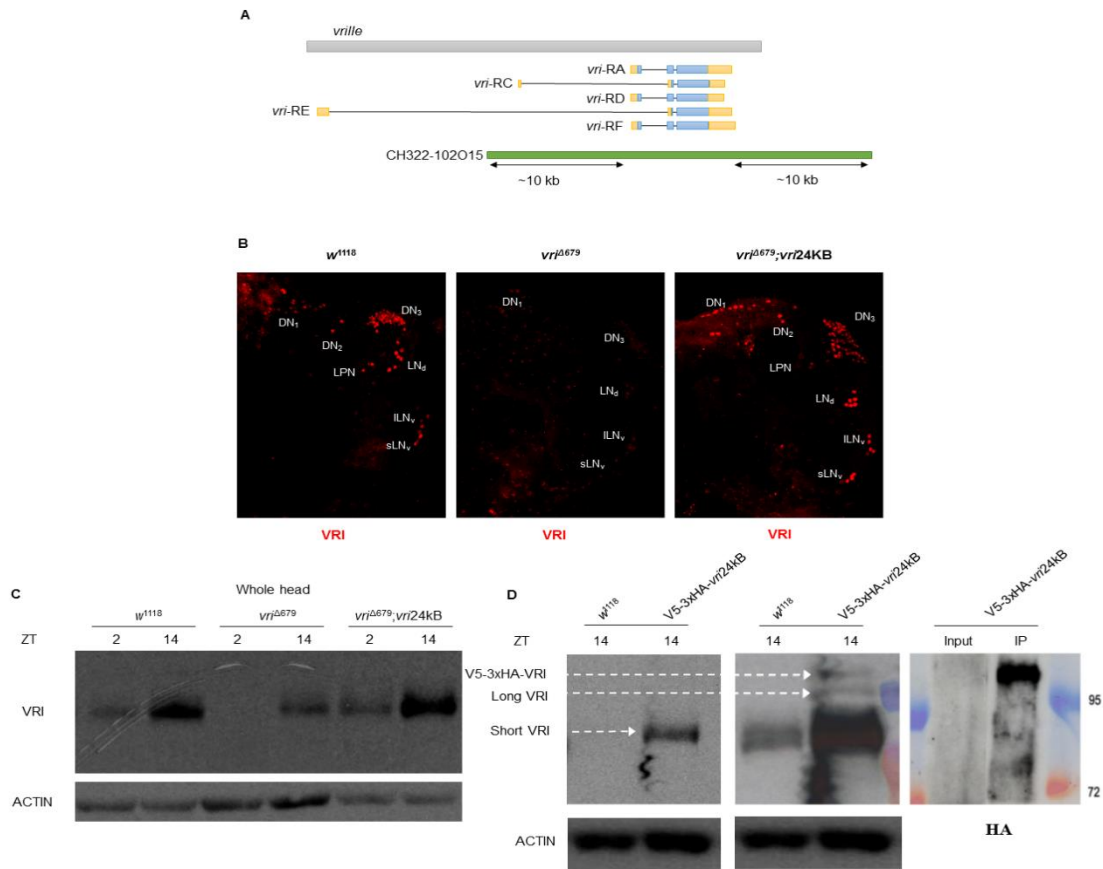 A
vrille
vri-RA
vri-RC
vri-RD
vri-RE
vri-RF
CH322-102O15
~10 kb ~10 kb
B
w1118 vriΔ679 vriΔ679;vri24KB
DN1 DN2 DN3 LPN LNd lLNv sLNv
DN1 DN3 LNd lLNv sLNv
DN1 DN2 DN3 LPN LNd lLNv sLNv
VRI VRI VRI
C
Whole head
w1118 vriΔ679 vriΔ679;vri24kB
ZT 2 14 2 14 2 14
VRI
ACTIN
D
w1118 V5-3xHA-vri24kB w1118 V5-3xHA-vri24kB V5-3xHA-vri24kB
ZT 14 14 14 14 Input IP
V5-3xHA-VRI
Long VRI
Short VRI
95
72
HA
ACTIN